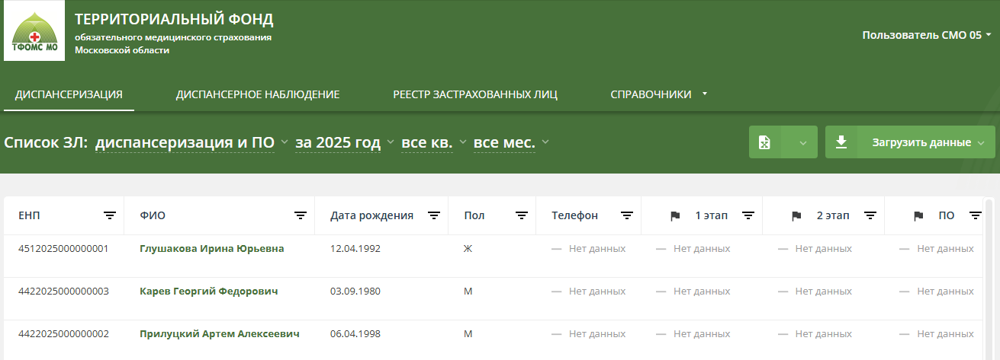 ТФОМС МО
ТЕРРИТОРИАЛЬНЫЙ ФОНД
обязательного медицинского страхования
Московской области
Пользователь СМО 05
ДИСПАНСЕРИЗАЦИЯ ДИСПАНСЕРНОЕ НАБЛЮДЕНИЕ РЕЕСТР ЗАСТРАХОВАННЫХ ЛИЦ СПРАВОЧНИКИ
Список ЗЛ: диспансеризация и ПО за 2025 год все кв. все мес. Загрузить данные
ЕНП ФИО Дата рождения Пол Телефон 1 этап 2 этап ПО
4512025000000001 Глушакова Ирина Юрьевна 12.04.1992 Ж — Нет данных — Нет данных — Нет данных — Нет данных
4422025000000003 Карев Георгий Федорович 03.09.1980 М — Нет данных — Нет данных — Нет данных — Нет данных
4422025000000002 Прилуцкий Артем Алексеевич 06.04.1998 М — Нет данных — Нет данных — Нет данных — Нет данных